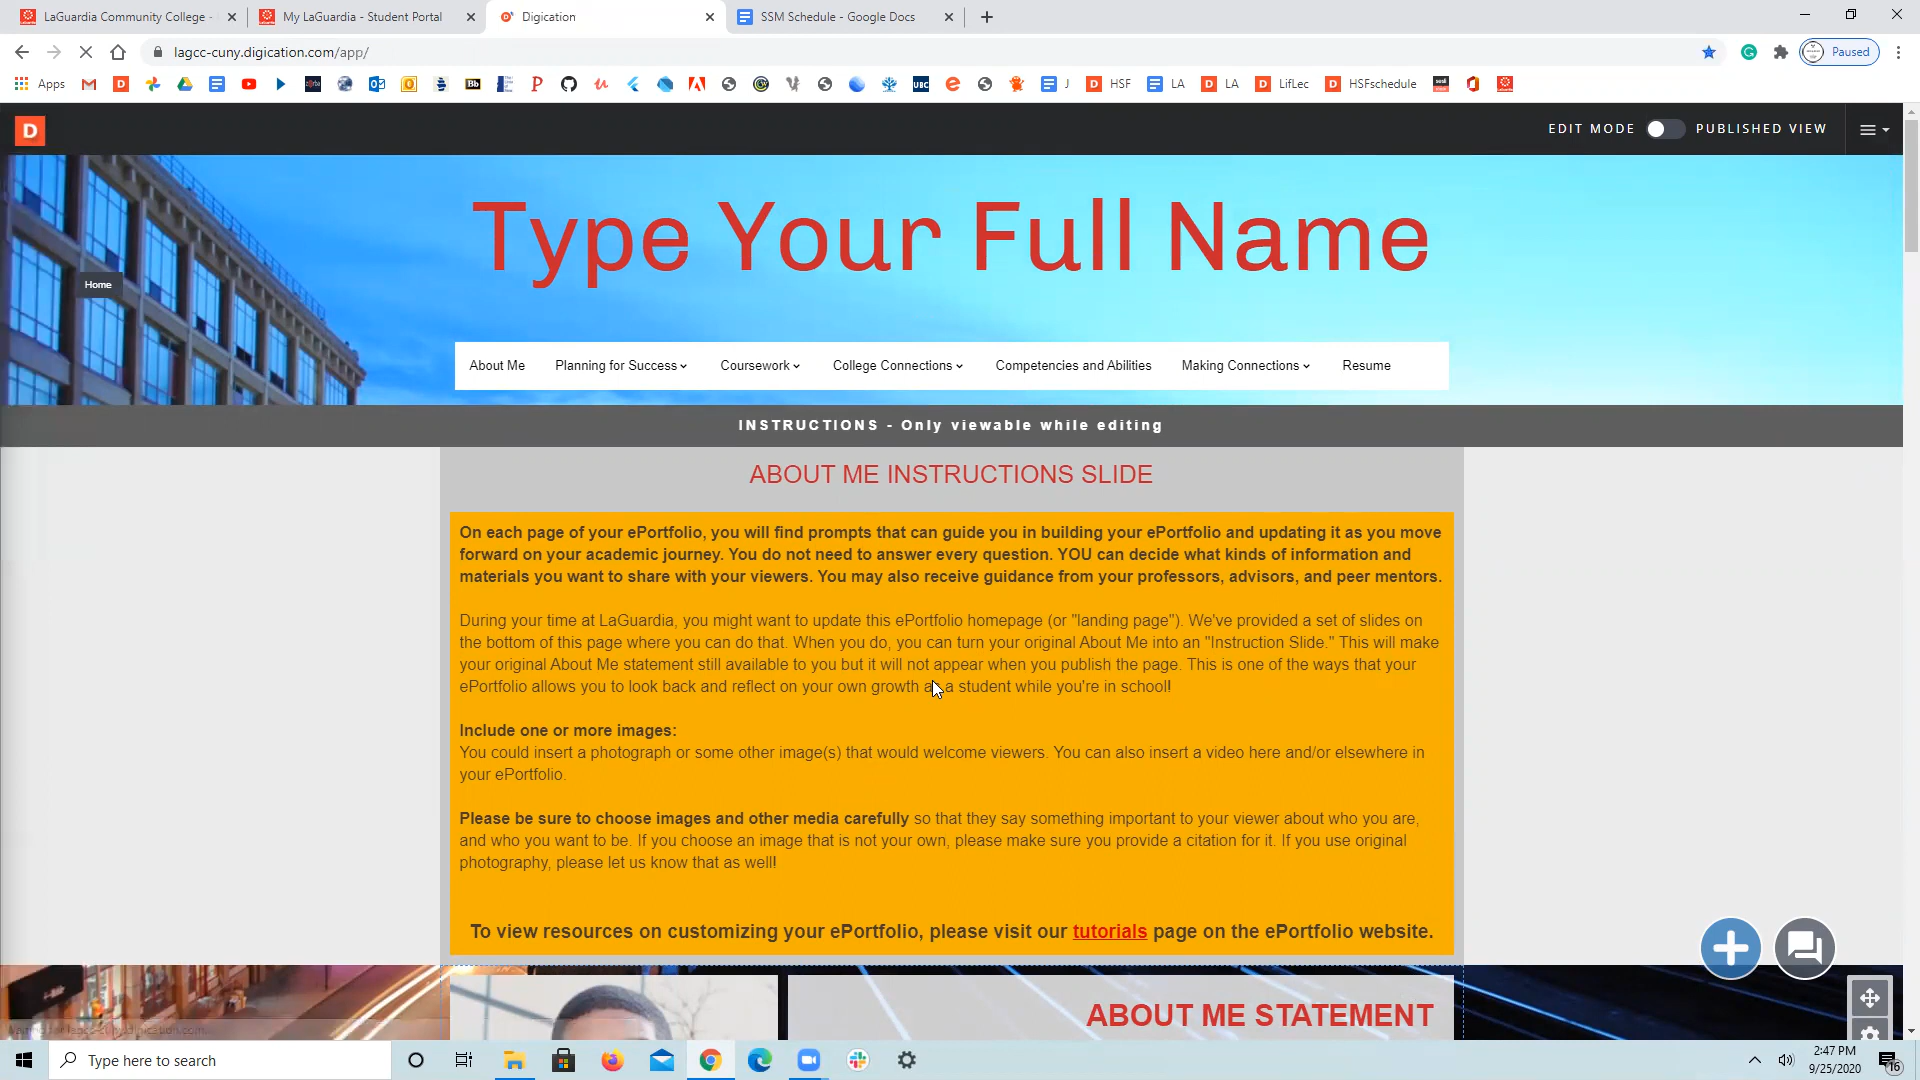 LaGuardia Community College -
My LaGuardia - Student Portal
Digication
SSM Schedule - Google Docs
lagcc-cuny.digication.com/app/
Paused
Apps
Bb
UBC
J
HSF
LA
LA
LifLec
HSFschedule
D
EDIT MODE
PUBLISHED VIEW
Type Your Full Name
Home
About Me
Planning for Success
Coursework
College Connections
Competencies and Abilities
Making Connections
Resume
INSTRUCTIONS - Only viewable while editing
ABOUT ME INSTRUCTIONS SLIDE
On each page of your ePortfolio, you will find prompts that can guide you in building your ePortfolio and updating it as you move
forward on your academic journey. You do not need to answer every question. YOU can decide what kinds of information and
materials you want to share with your viewers. You may also receive guidance from your professors, advisors, and peer mentors.
During your time at LaGuardia, you might want to update this ePortfolio homepage (or "landing page"). We've provided a set of slides on
the bottom of this page where you can do that. When you do, you can turn your original About Me into an "Instruction Slide." This will make
your original About Me statement still available to you but it will not appear when you publish the page. This is one of the ways that your
ePortfolio allows you to look back and reflect on your own growth as a student while you're in school!
Include one or more images:
You could insert a photograph or some other image(s) that would welcome viewers. You can also insert a video here and/or elsewhere in
your ePortfolio.
Please be sure to choose images and other media carefully so that they say something important to your viewer about who you are,
and who you want to be. If you choose an image that is not your own, please make sure you provide a citation for it. If you use original
photography, please let us know that as well!
To view resources on customizing your ePortfolio, please visit our tutorials page on the ePortfolio website.
ABOUT ME STATEMENT
Waiting for lagcc-cuny.digication.com...
Type here to search
2:47 PM
9/25/2020
16